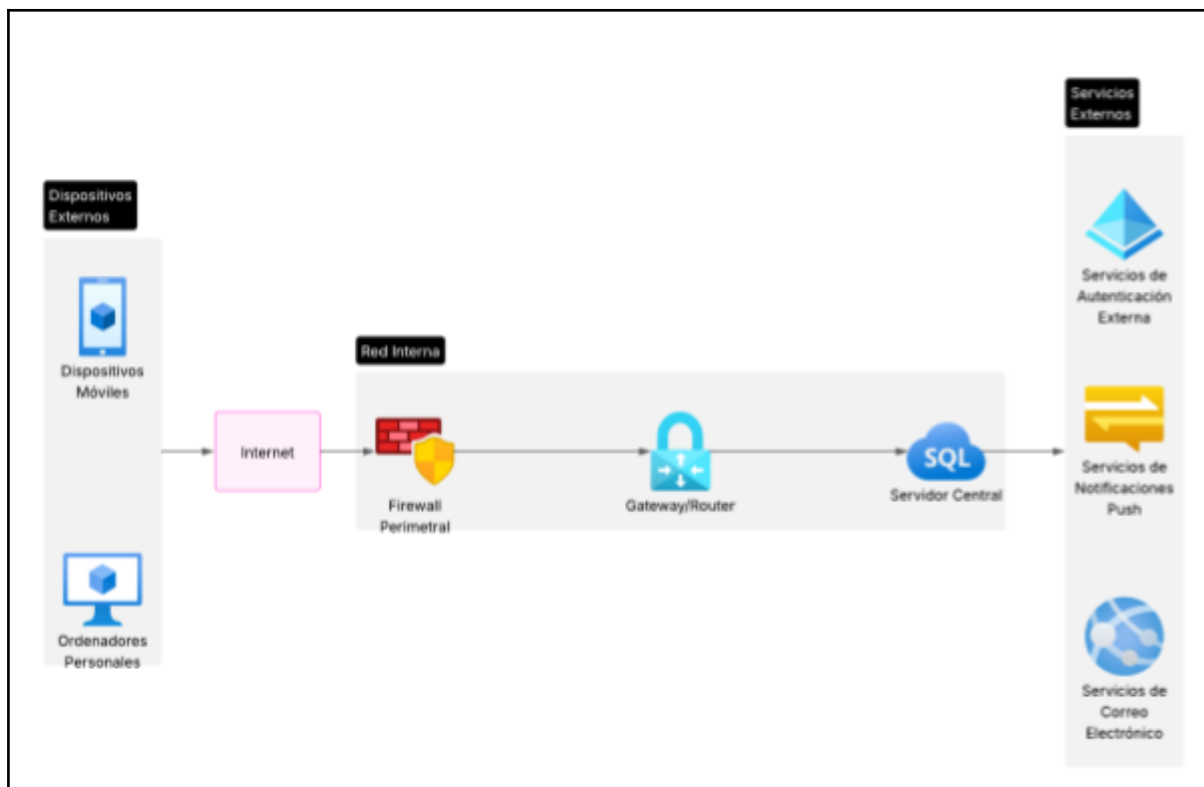 Dispositivos
Externos
Dispositivos
Móviles
Ordenadores
Personales
Internet
Red Interna
Firewall
Perimetral
Gateway/Router
SQL
Servidor Central
Servicios
Externos
Servicios de
Autenticación
Externa
Servicios de
Notificaciones
Push
Servicios de
Correo
Electrónico